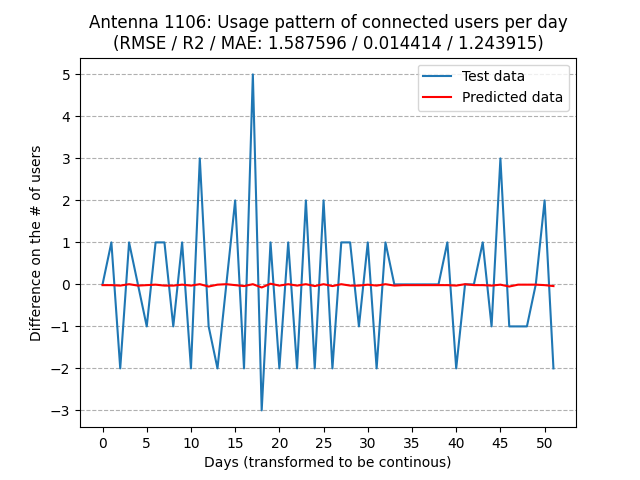 Antenna 1106: Usage pattern of connected users per day
(RMSE / R2 / MAE: 1.587596 / 0.014414 / 1.243915)
Test data
Predicted data
Difference on the # of users
5
4
3
2
1
0
−1
−2
−3
0 5 10 15 20 25 30 35 40 45 50
Days (transformed to be continous)